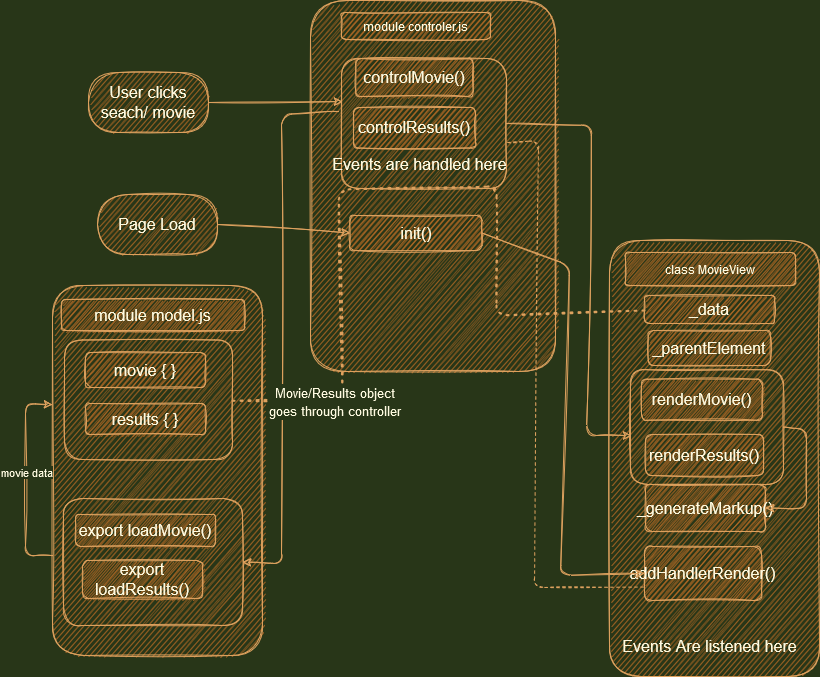 module controler.js
controlMovie()
User clicks
seach/ movie
controlResults()
Events are handled here
Page Load
init()
class MovieView
_data
module model.js
_parentElement
movie { }
Movie/Results object
goes through controller
renderMovie()
results { }
renderResults()
movie data
_generateMarkup()
export loadMovie()
export
loadResults()
addHandlerRender()
Events Are listened here